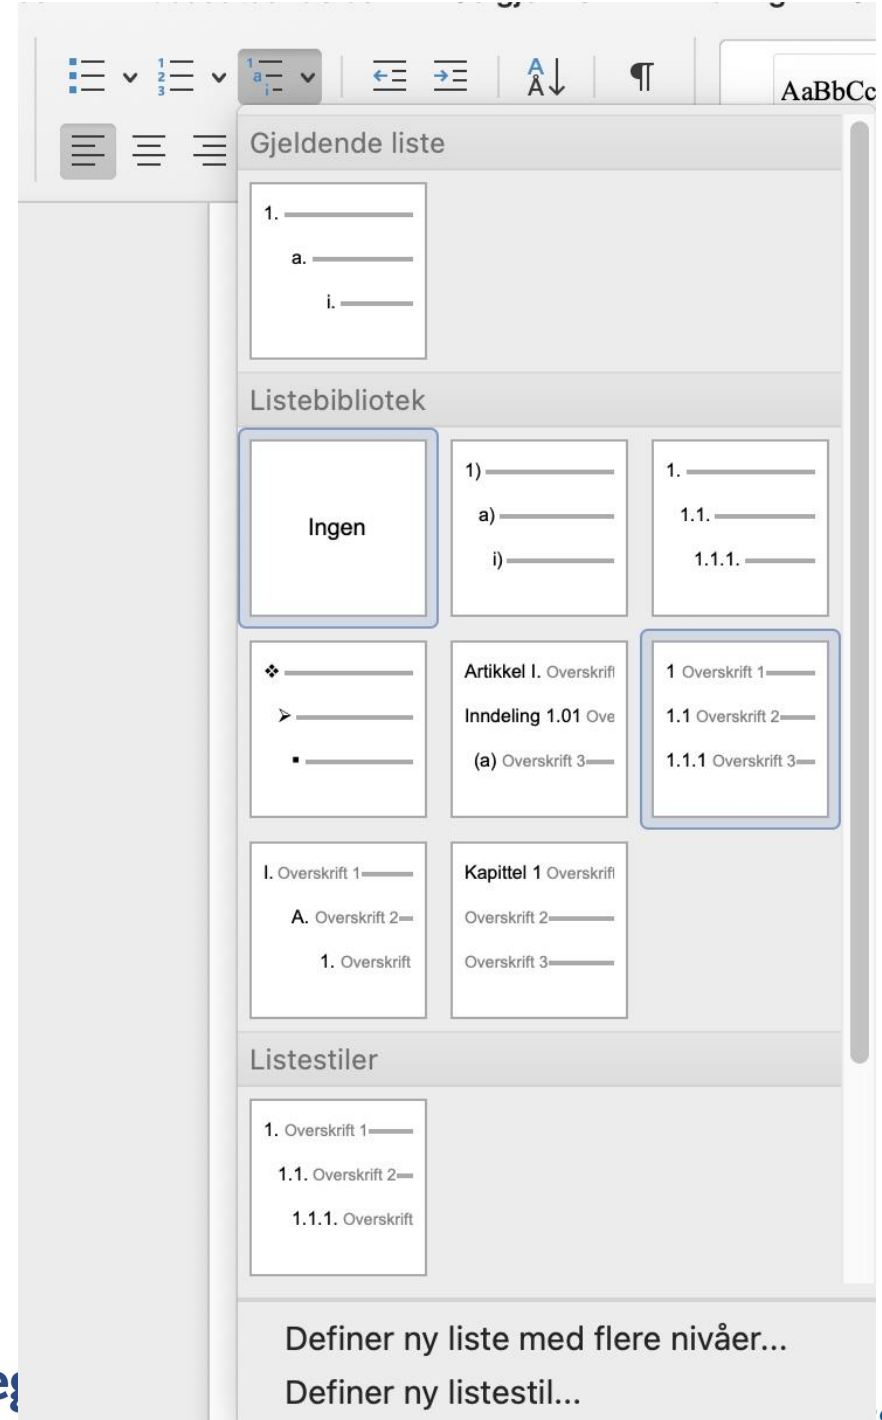 AaBbCc
Gjeldende liste
1.
a.
i.
Listebibliotek
Ingen
1)
a)
i)
1.
1.1.
1.1.1.
Artikkel I. Overskrift
Inndeling 1.01 Ove
(a) Overskrift 3
1 Overskrift 1
1.1 Overskrift 2
1.1.1 Overskrift 3
I. Overskrift 1
A. Overskrift 2
1. Overskrift
Kapittel 1 Overskrift
Overskrift 2
Overskrift 3
Listestiler
1. Overskrift 1
1.1. Overskrift 2
1.1.1. Overskrift
Definer ny liste med flere nivåer...
Definer ny listestil...